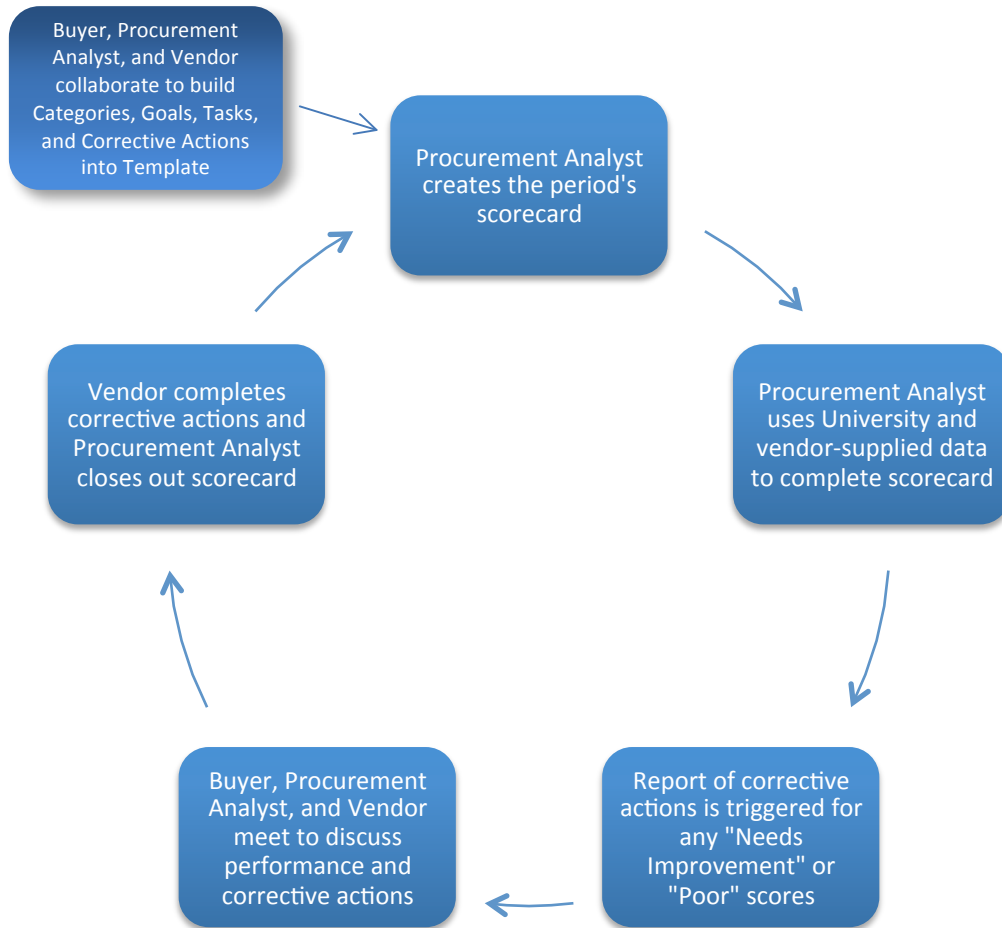 Buyer, Procurement
Analyst, and Vendor
collaborate to build
Categories, Goals, Tasks,
and Corrective Actions
into Template
Procurement Analyst
creates the period's
scorecard
Procurement Analyst
uses University and
vendor-supplied data
to complete scorecard
Report of corrective
actions is triggered for
any "Needs
Improvement" or
"Poor" scores
Buyer, Procurement
Analyst, and Vendor
meet to discuss
performance and
corrective actions
Vendor completes
corrective actions and
Procurement Analyst
closes out scorecard